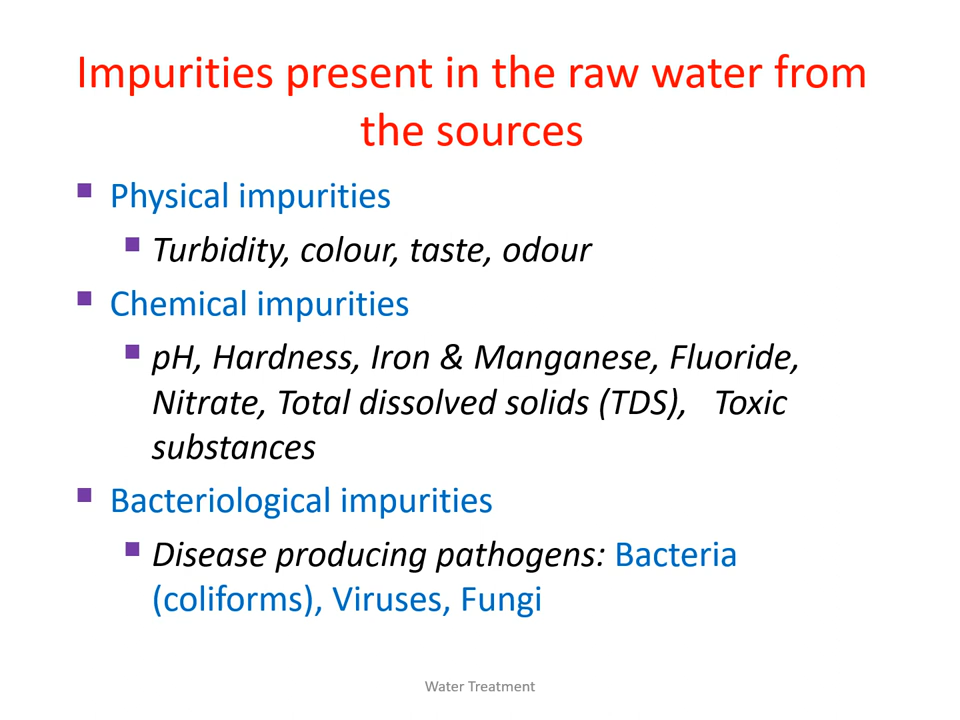 Impurities present in the raw water from
the sources
Physical impurities
Turbidity, colour, taste, odour
Chemical impurities
pH, Hardness, Iron & Manganese, Fluoride,
Nitrate, Total dissolved solids (TDS), Toxic
substances
Bacteriological impurities
Disease producing pathogens: Bacteria
(coliforms), Viruses, Fungi
Water Treatment